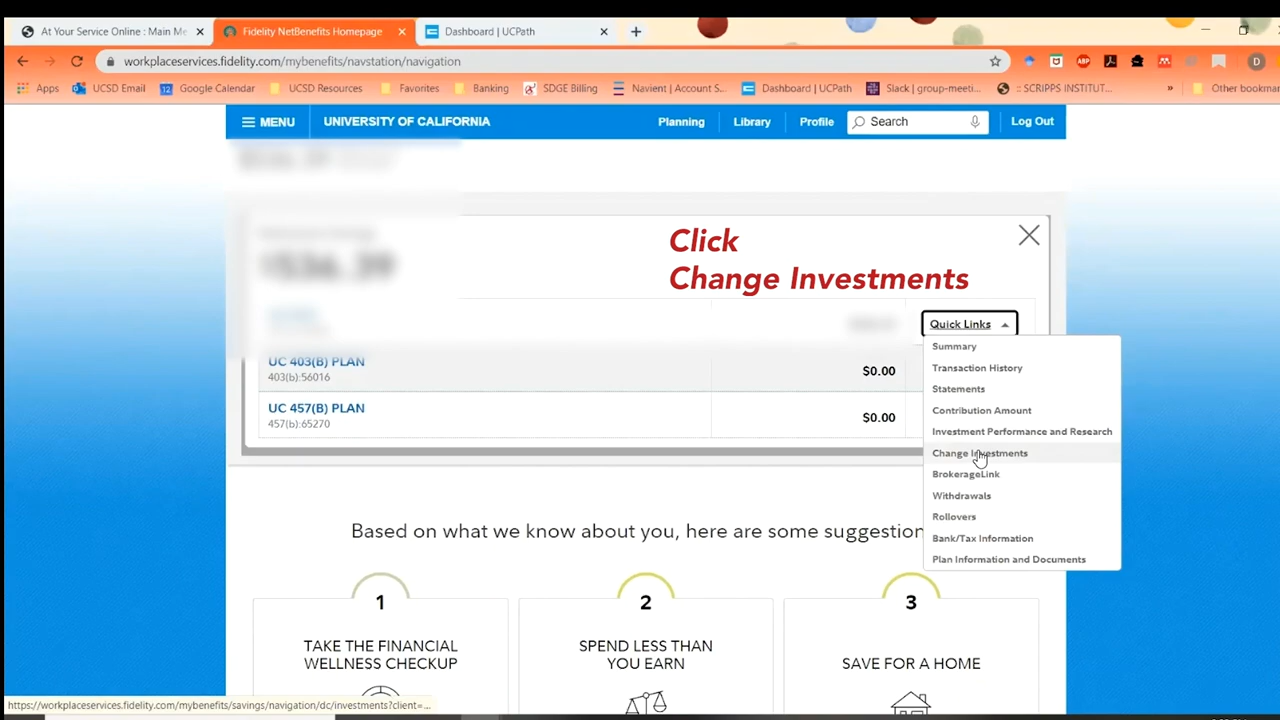 At Your Service Online : Main Me
Fidelity NetBenefits Homepage
Dashboard | UCPath
workplaceservices.fidelity.com/mybenefits/navstation/navigation
ABP
D
Apps
UCSD Email
12
Google Calendar
UCSD Resources
Favorites
Banking
SDGE Billing
Navient | Account S...
Dashboard | UCPath
Slack | group-meeti...
:: SCRIPPS INSTITUT...
»
Other bookmar
MENU
UNIVERSITY OF CALIFORNIA
Planning
Library
Profile
Search
Log Out
Click
Change Investments
Quick Links
Summary
Transaction History
Statements
Contribution Amount
Investment Performance and Research
Change Investments
BrokerageLink
Withdrawals
Rollovers
Bank/Tax Information
Plan Information and Documents
UC 403(B) PLAN
403(b):56016
$0.00
UC 457(B) PLAN
457(b):65270
$0.00
Based on what we know about you, here are some suggestion
1
TAKE THE FINANCIAL
WELLNESS CHECKUP
2
SPEND LESS THAN
YOU EARN
3
SAVE FOR A HOME
https://workplaceservices.fidelity.com/mybenefits/savings/navigation/dc/investments?client=...